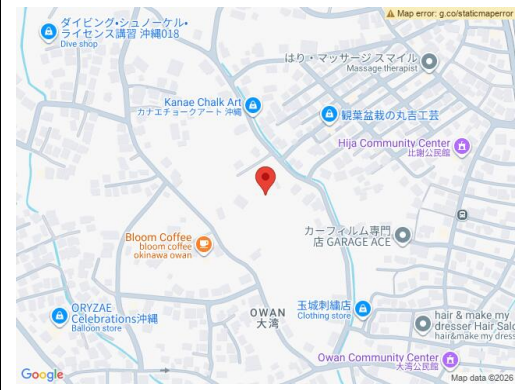 Map error: g.co/staticmaperror
ダイビング•シュノーケル•
ライセンス講習 沖縄018
Dive shop
はり・マッサージ スマイル
Massage therapist
Kanae Chalk Art
カナエチョークアート 沖縄
観葉盆栽の丸吉工芸
Hija Community Center
比謝公民館
カーフィルム専門
店 GARAGE ACE
Bloom Coffee
bloom coffee
okinawa owan
ORYZAE
Celebrations沖縄
Balloon store
OWAN
大湾
玉城刺繍店
Clothing store
hair & make my
dresser Hair Salo
hair&make my dress
Owan Community Center
大湾公民館
Google
Map data ©2026